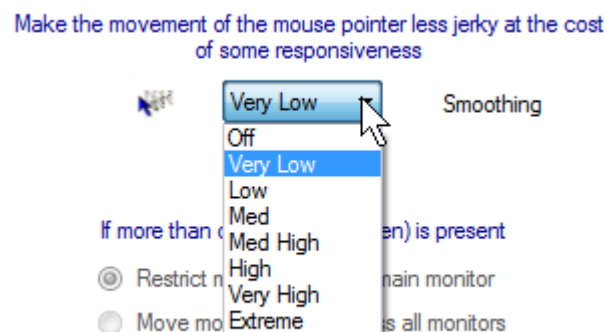 Make the movement of the mouse pointer less jerky at the cost
of some responsiveness
Very Low Smoothing
Off
Very Low
Low
Med
If more than en) is present
Med High
High
Restrict main monitor
Very High
Move all monitors
Extreme